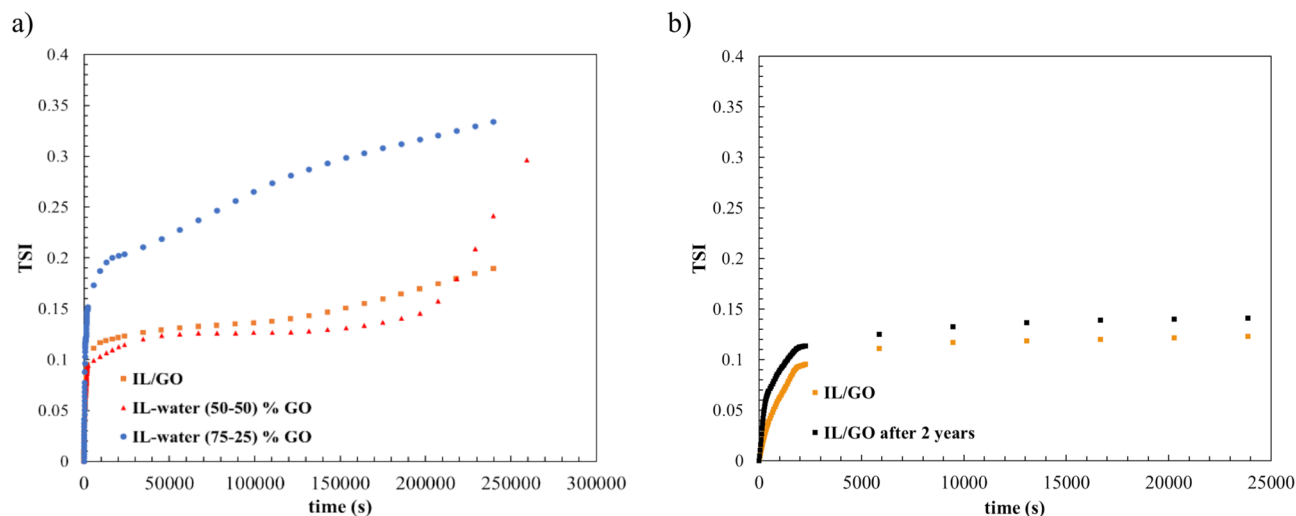 a)
0.4
0.35
0.3
0.25
0.2
0.15
0.1
0.05
0
TSI
IL/GO
IL-water (50-50) % GO
IL-water (75-25) % GO
0 50000 100000 150000 200000 250000 300000
time (s)
b)
0.4
0.35
0.3
0.25
0.2
0.15
0.1
0.05
0
TSI
IL/GO
IL/GO after 2 years
0 5000 10000 15000 20000 25000
time (s)